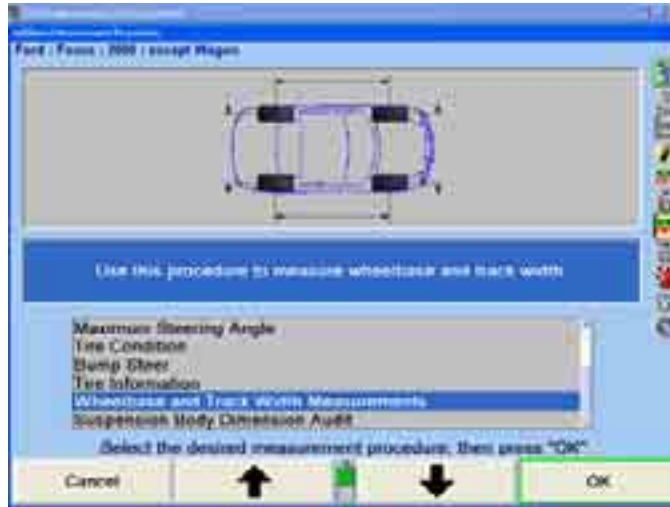 Ford : Focus : 2000 : except Wagon
Use this procedure to measure wheelbase and track width
Maximum Steering Angle
Tire Condition
Bump Steer
Tire Information
Wheelbase and Track Width Measurements
Suspension Body Dimension Audit
Select the desired measurement procedure, then press "OK"
Cancel
OK